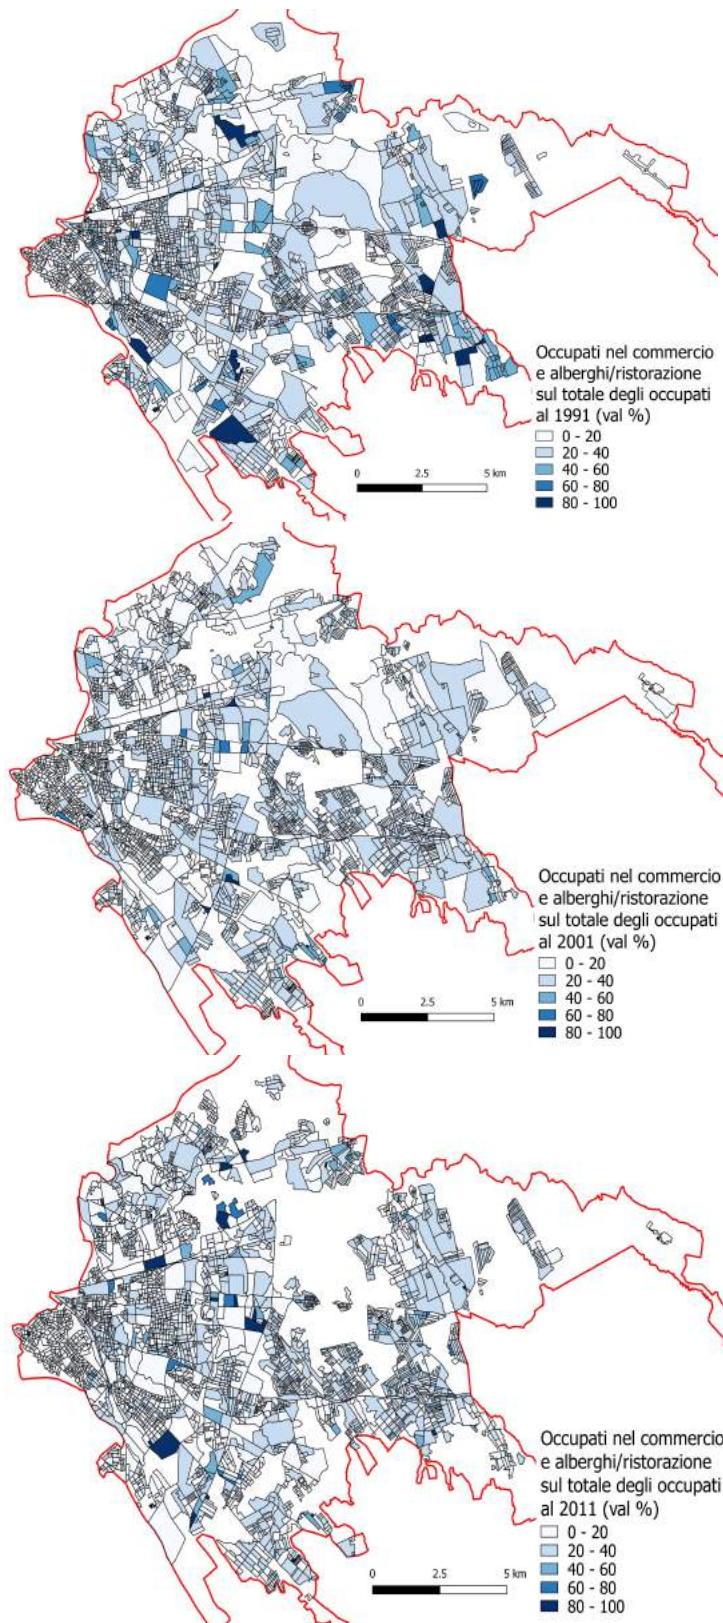 Occupati nel commercio
e alberghi/ristorazione
sul totale degli occupati
al 1991 (val %)
0 - 20
20 - 40
40 - 60
60 - 80
80 - 100
0 2.5 5 km
Occupati nel commercio
e alberghi/ristorazione
sul totale degli occupati
al 2001 (val %)
0 - 20
20 - 40
40 - 60
60 - 80
80 - 100
0 2.5 5 km
Occupati nel commercio
e alberghi/ristorazione
sul totale degli occupati
al 2011 (val %)
0 - 20
20 - 40
40 - 60
60 - 80
80 - 100
0 2.5 5 km